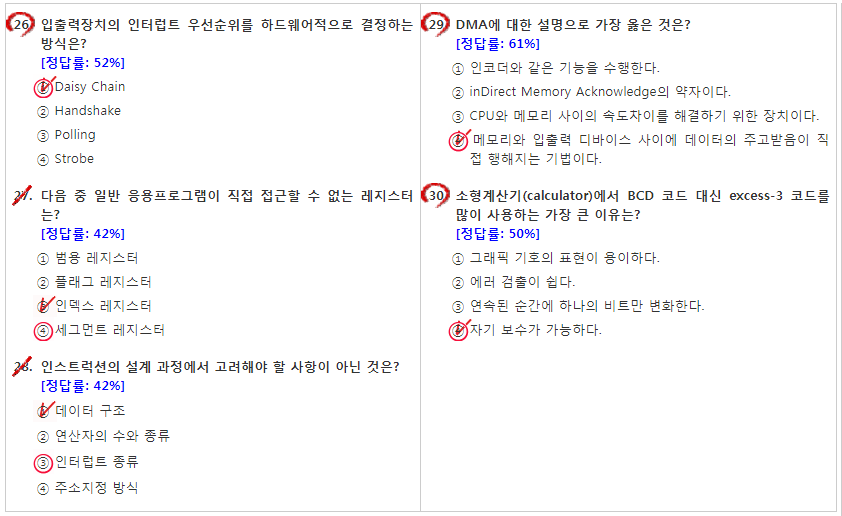 26. 입출력장치의 인터럽트 우선순위를 하드웨어적으로 결정하는
방식은?
[정답률: 52%]
① Daisy Chain
② Handshake
③ Polling
④ Strobe
27. 다음 중 일반 응용프로그램이 직접 접근할 수 없는 레지스터
는?
[정답률: 42%]
① 범용 레지스터
② 플래그 레지스터
③ 인덱스 레지스터
④ 세그먼트 레지스터
28. 인스트럭션의 설계 과정에서 고려해야 할 사항이 아닌 것은?
[정답률: 42%]
① 데이터 구조
② 연산자의 수와 종류
③ 인터럽트 종류
④ 주소지정 방식
29. DMA에 대한 설명으로 가장 옳은 것은?
[정답률: 61%]
① 인코더와 같은 기능을 수행한다.
② inDirect Memory Acknowledge의 약자이다.
③ CPU와 메모리 사이의 속도차이를 해결하기 위한 장치이다.
④ 메모리와 입출력 디바이스 사이에 데이터의 주고받음이 직
접 행해지는 기법이다.
30. 소형계산기(calculator)에서 BCD 코드 대신 excess-3 코드를
많이 사용하는 가장 큰 이유는?
[정답률: 50%]
① 그래픽 기호의 표현이 용이하다.
② 에러 검출이 쉽다.
③ 연속된 순간에 하나의 비트만 변화한다.
④ 자기 보수가 가능하다.